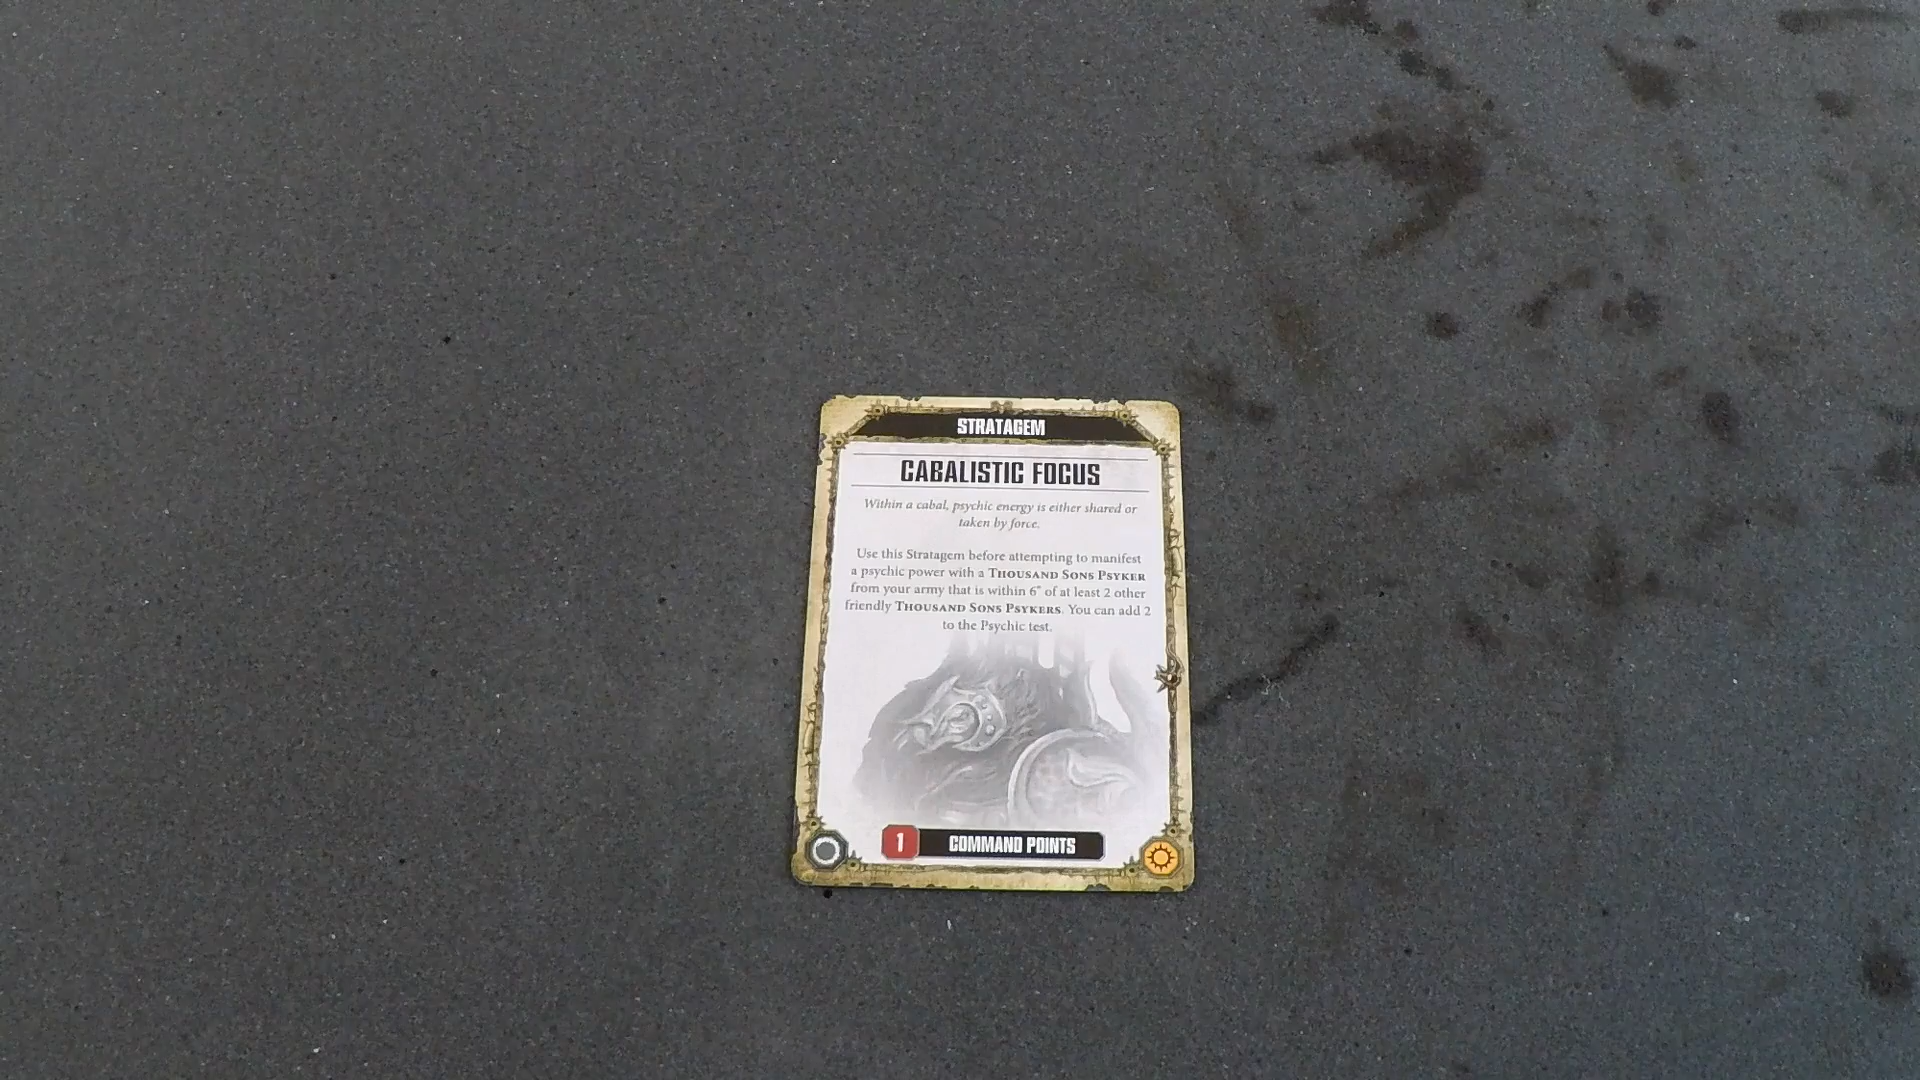 STRATAGEM
CABALISTIC FOCUS
Within a cabal, psychic energy is either shared or
taken by force.
Use this Stratagem before attempting to manifest
a psychic power with a THOUSAND SONS PSYKER
from your army that is within 6" of at least 2 other
friendly THOUSAND SONS PSYKERS. You can add 2
to the Psychic test.
1 COMMAND POINTS